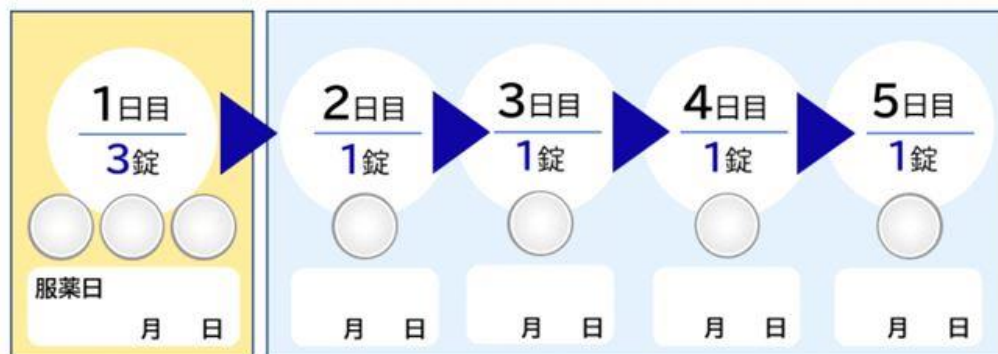 1日目
3錠
服薬日
月 日
2日目
1錠
月 日
3日目
1錠
月 日
4日目
1錠
月 日
5日目
1錠
月 日